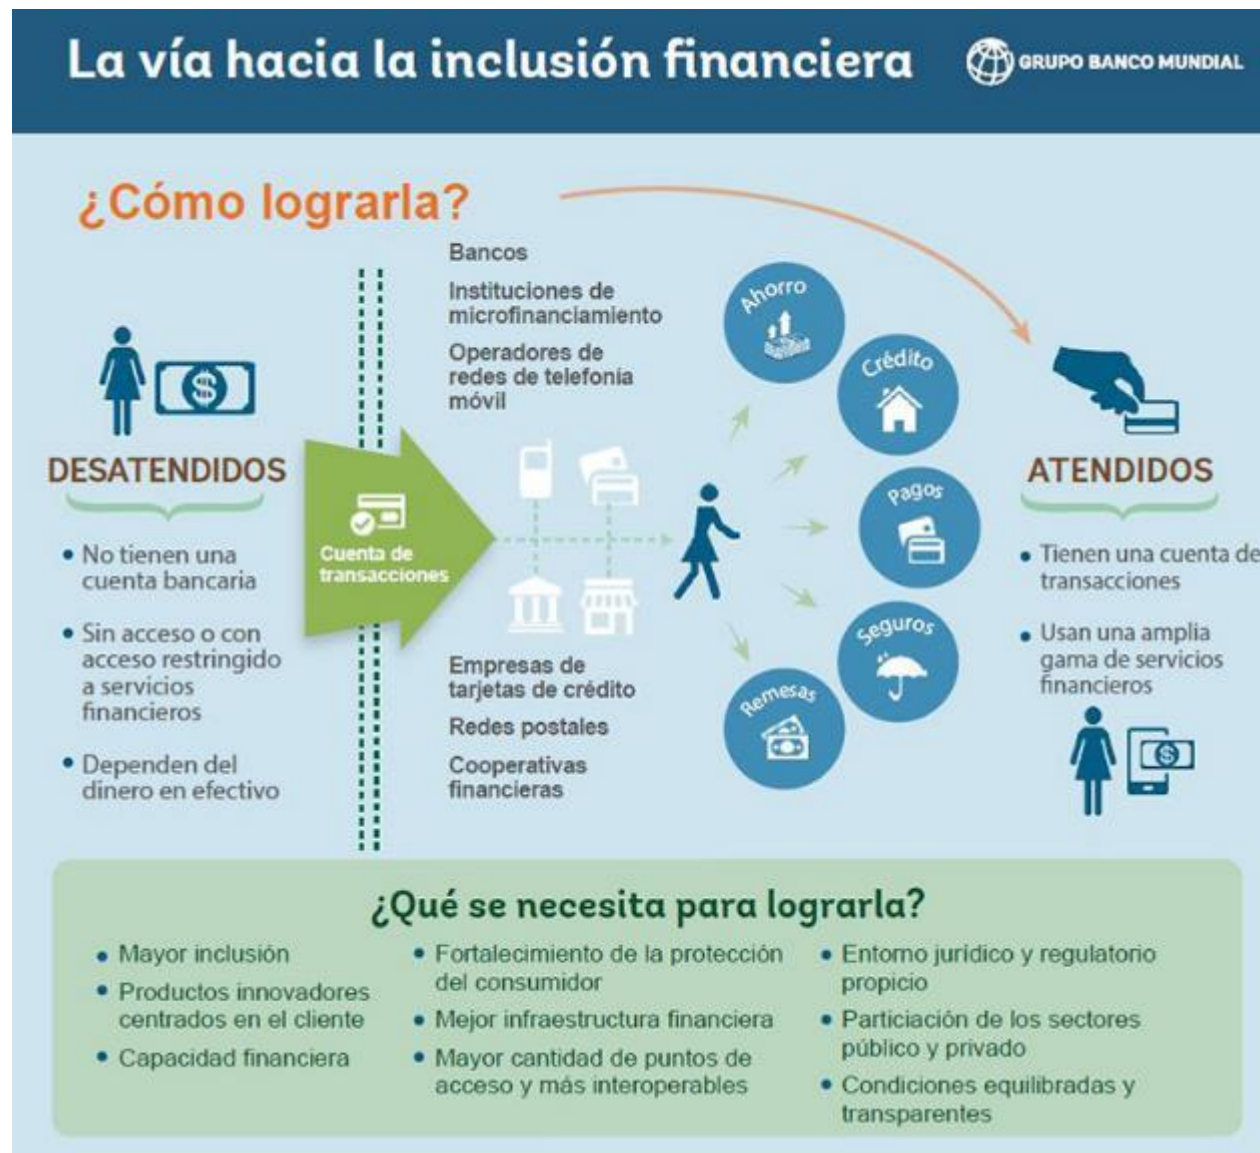 La vía hacia la inclusión financiera
GRUPO BANCO MUNDIAL
¿Cómo lograrla?
DESATENDIDOS
• No tienen una
cuenta bancaria
• Sin acceso o con
acceso restringido
a servicios
financieros
• Dependen del
dinero en efectivo
Cuenta de
transacciones
Bancos
Instituciones de
microfinanciamiento
Operadores de
redes de telefonía
móvil
Empresas de
tarjetas de crédito
Redes postales
Cooperativas
financieras
Ahorro
Crédito
Pagos
Seguros
Remesas
ATENDIDOS
• Tienen una cuenta de
transacciones
• Usan una amplia
gama de servicios
financieros
¿Qué se necesita para lograrla?
• Mayor inclusión
• Productos innovadores
centrados en el cliente
• Capacidad financiera
• Fortalecimiento de la protección
del consumidor
• Mejor infraestructura financiera
• Mayor cantidad de puntos de
acceso y más interoperables
• Entorno jurídico y regulatorio
propicio
• Particiación de los sectores
público y privado
• Condiciones equilibradas y
transparentes